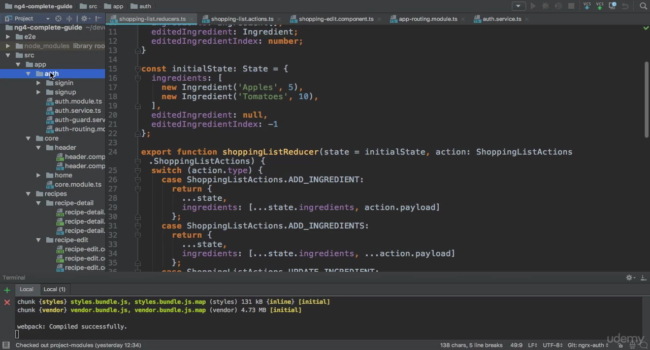 ng4-complete-guide src app auth
Project
shopping-list.reducers.ts shopping-list.actions.ts shopping-edit.component.ts app-routing.module.ts auth.service.ts
ng4-complete-guide
e2e
node_modules library roo
src
app
auth
signin
signup
auth.module.ts
auth.service.ts
auth-guard.servi
auth-routing.mo
core
header
header.comp
header.comp
home
core.module.ts
recipes
recipe-detail
recipe-detail.
recipe-detail.
recipe-detail.
recipe-edit
recipe-edit.c
recipe-edit.co
recipe-edit.co
11 editedIngredient: Ingredient;
12 editedIngredientIndex: number;
13 }
14
15 const initialState: State = {
16 ingredients: [
17 new Ingredient('Apples', 5),
18 new Ingredient('Tomatoes', 10),
19 ],
20 editedIngredient: null,
21 editedIngredientIndex: -1
22 };
23
24 export function shoppingListReducer(state = initialState, action: ShoppingListActions
.ShoppingListActions) {
25 switch (action.type) {
26 case ShoppingListActions.ADD_INGREDIENT:
27 return {
28 ...state,
29 ingredients: [...state.ingredients, action.payload]
30 };
31 case ShoppingListActions.ADD_INGREDIENTS:
32 return {
33 ...state,
34 ingredients: [...state.ingredients, ...action.payload]
35 };
36 case ShoppingListActions.UPDATE_INGREDIENT:
Terminal
Local Local (1)
chunk {styles} styles.bundle.js, styles.bundle.js.map (styles) 131 kB {inline} [initial]
chunk {vendor} vendor.bundle.js, vendor.bundle.js.map (vendor) 4.73 MB [initial]
webpack: Compiled successfully.
udemy
Checked out project-modules (yesterday 12:34) 138 chars, 5 line breaks 49:9 LF UTF-8 Git: ngrx-auth